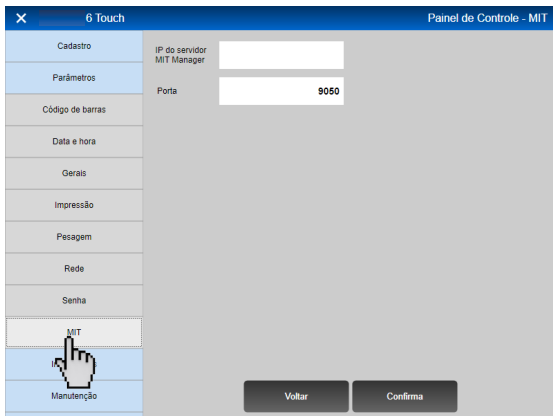 6 Touch
Painel de Controle - MIT
Cadastro
Parâmetros
Código de barras
Data e hora
Gerais
Impressão
Pesagem
Rede
Senha
MIT
Manutenção
IP do servidor
MIT Manager
Porta
9050
Voltar
Confirma